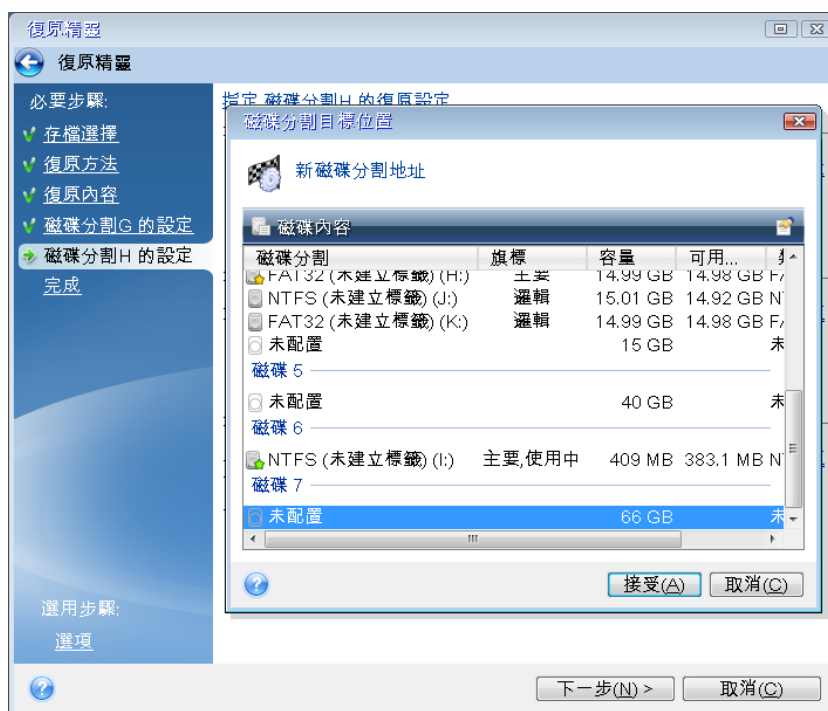 復原精靈
復原精靈
必要步驟:
存檔選擇
復原方法
復原內容
磁碟分割G 的設定
磁碟分割H 的設定
完成
選用步驟:
選項
指定 磁碟分割H 的復原設定
磁碟分割目標位置
新磁碟分割地址
磁碟內容
磁碟分割 旗標 容量 可用...
FAT32 (未建立標籤) (H:) 主要 14.99 GB 14.98 GB F
NTFS (未建立標籤) (J:) 邏輯 15.01 GB 14.92 GB N
FAT32 (未建立標籤) (K:) 邏輯 14.99 GB 14.98 GB F
未配置 15 GB 未
磁碟 5
未配置 40 GB 未
磁碟 6
NTFS (未建立標籤) (I:) 主要,使用中 409 MB 383.1 MB N
磁碟 7
未配置 66 GB 未
接受(A) 取消(C)
下一步(N) > 取消(C)